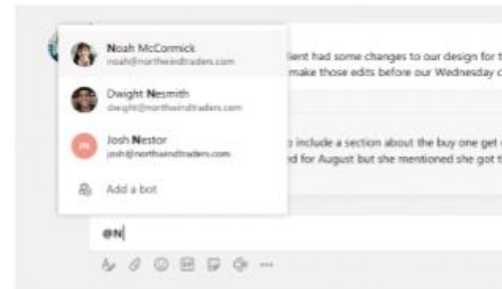 Noah McCormick
noah@northwindtraders.com
Dwight Nesmith
dwight@northwindtraders.com
JN
Josh Nestor
josh@northwindtraders.com
Add a bot
lient had some changes to our design for t
make those edits before our Wednesday c
include a section about the buy one get
d for August but she mentioned she got t
@N